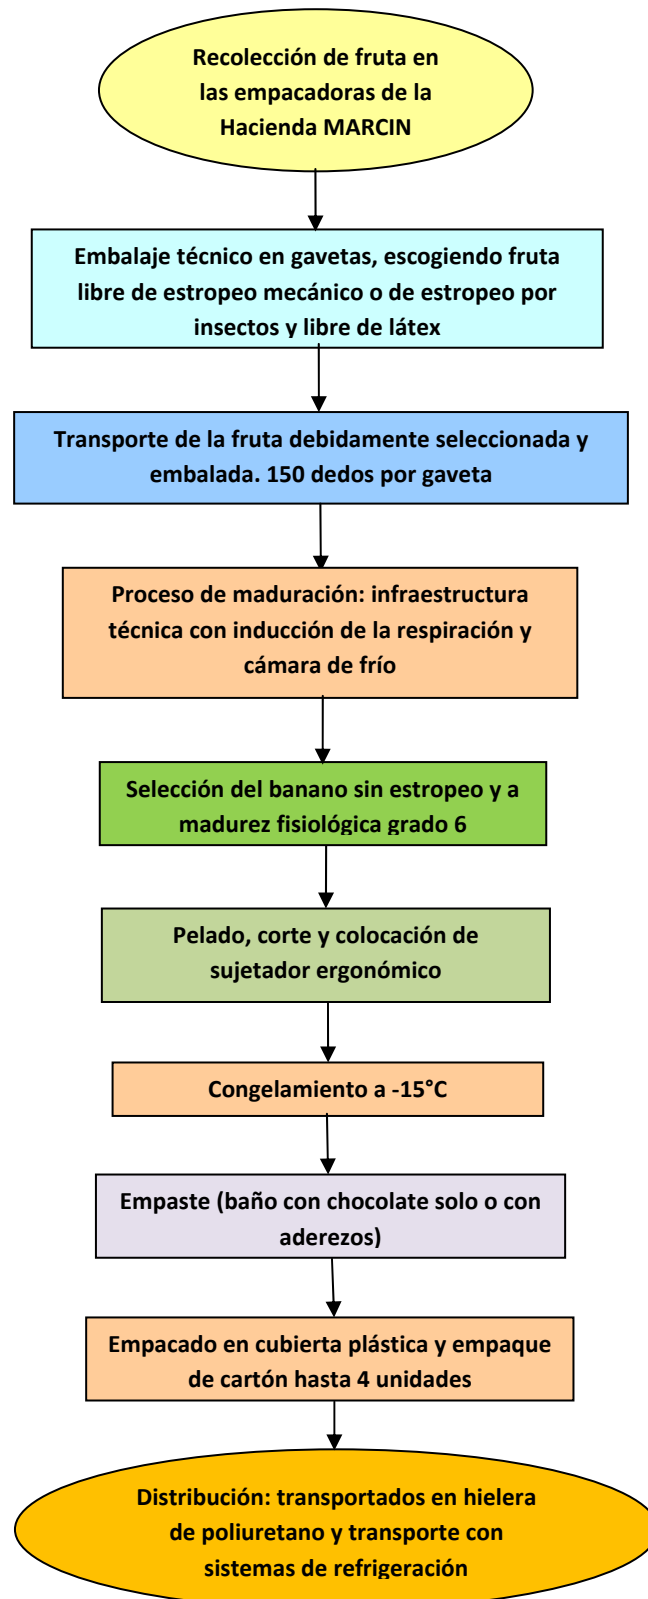 Recolección de fruta en
las empacadoras de la
Hacienda MARCIN
Embalaje técnico en gavetas, escogiendo fruta
libre de estropeo mecánico o de estropeo por
insectos y libre de látex
Transporte de la fruta debidamente seleccionada y
embalada. 150 dedos por gaveta
Proceso de maduración: infraestructura
técnica con inducción de la respiración y
cámara de frío
Selección del banano sin estropeo y a
madurez fisiológica grado 6
Pelado, corte y colocación de
sujetador ergonómico
Congelamiento a -15°C
Empaste (baño con chocolate solo o con
aderezos)
Empacado en cubierta plástica y empaque
de cartón hasta 4 unidades
Distribución: transportados en hielera
de poliuretano y transporte con
sistemas de refrigeración